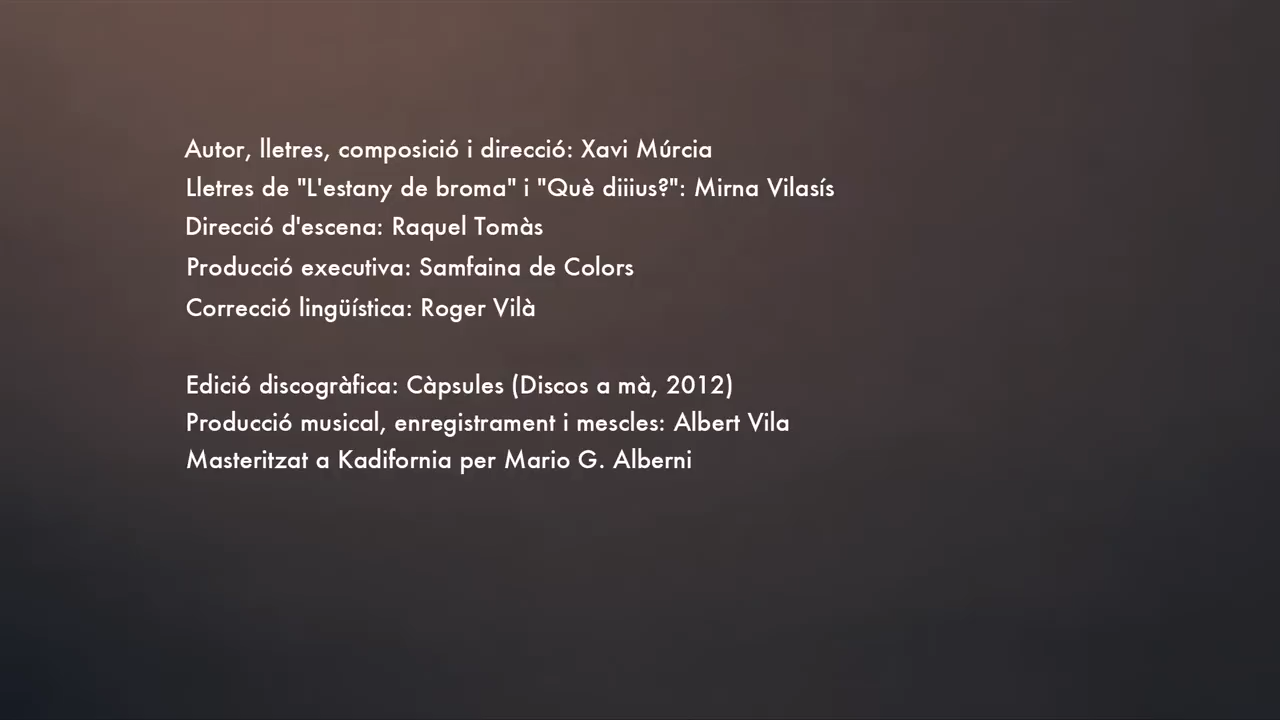 Autor, lletres, composició i direcció: Xavi Múrcia
Lletres de "L'estany de broma" i "Què diiius?": Mirna Vilasís
Direcció d'escena: Raquel Tomàs
Producció executiva: Samfaina de Colors
Correcció lingüística: Roger Vilà
Edició discogràfica: Càpsules (Discos a mà, 2012)
Producció musical, enregistrament i mescles: Albert Vila
Masteritzat a Kadifornia per Mario G. Alberni